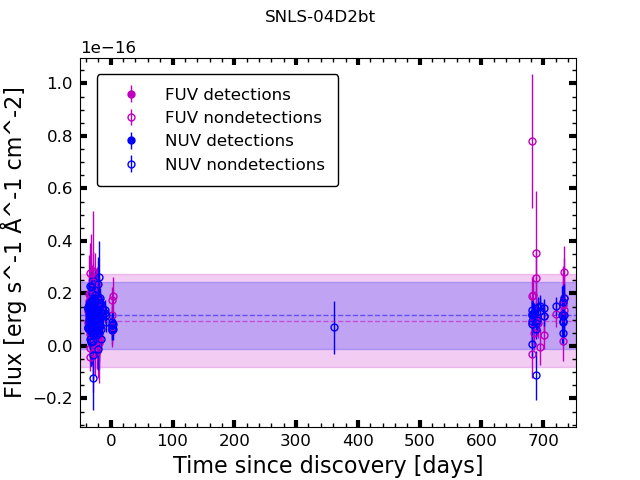 SNLS-04D2bt
1e−16
FUV detections
FUV nondetections
NUV detections
NUV nondetections
1.0
0.8
0.6
0.4
0.2
0.0
−0.2
Flux [erg s^-1 Å^-1 cm^-2]
0 100 200 300 400 500 600 700
Time since discovery [days]